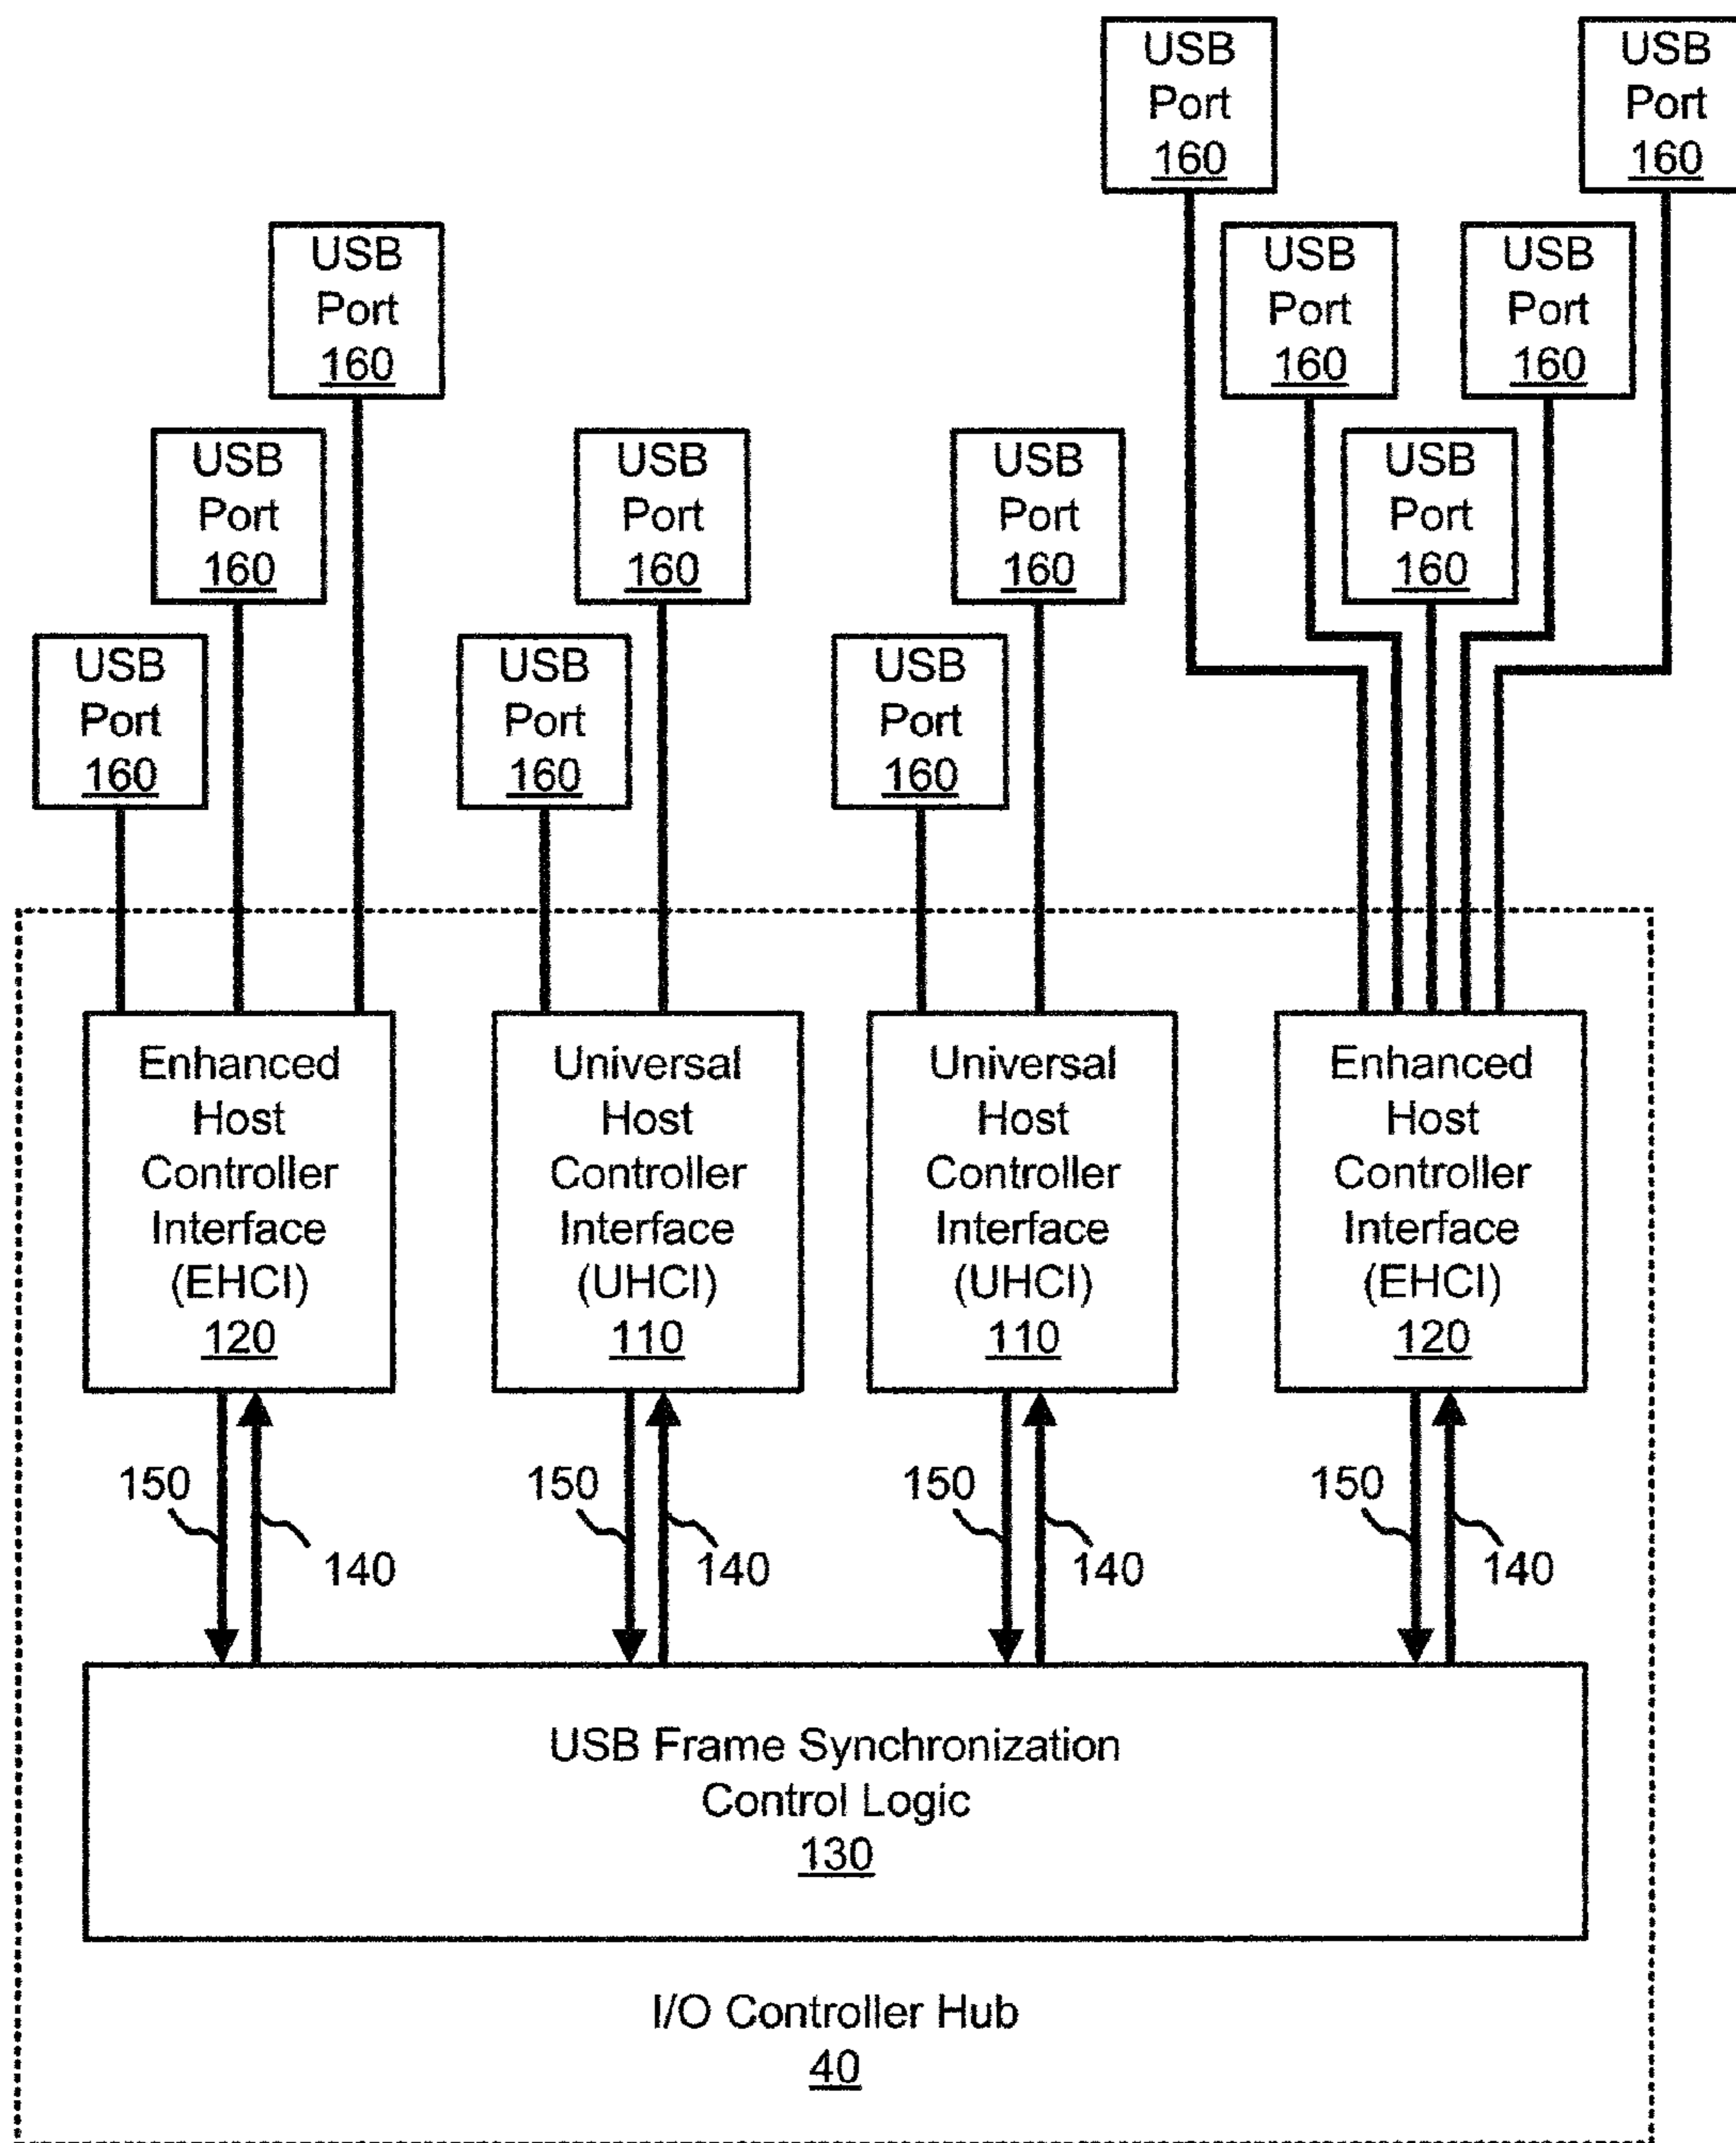 USB
Port
160
USB
Port
160
USB
Port
160
USB
Port
160
USB
Port
160
USB
Port
160
USB
Port
160
USB
Port
160
USB
Port
160
USB
Port
160
USB
Port
160
USB
Port
160
Enhanced
Host
Controller
Interface
(EHCI)
120
Universal
Host
Controller
Interface
(UHCI)
110
Universal
Host
Controller
Interface
(UHCI)
110
Enhanced
Host
Controller
Interface
(EHCI)
120
150
140
150
140
150
140
150
140
USB Frame Synchronization
Control Logic
130
I/O Controller Hub
40